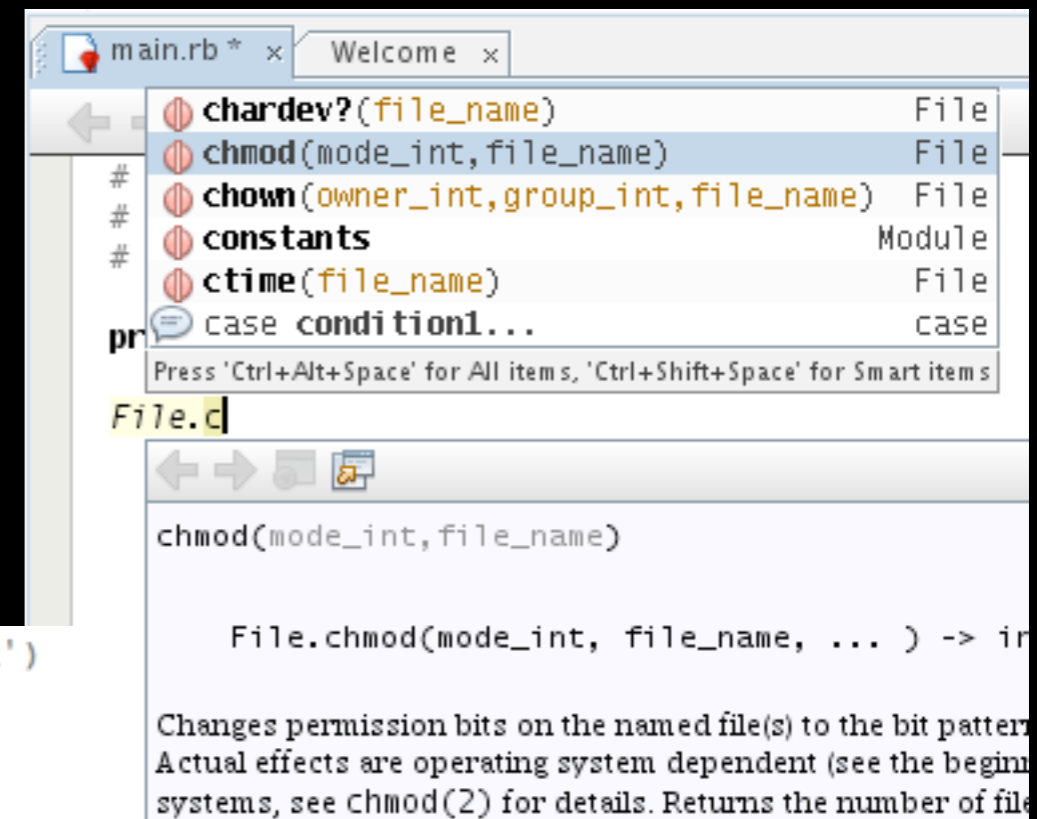 main.rb * x Welcome x
chardev?(file_name) File
chmod(mode_int,file_name) File
# chown(owner_int,group_int,file_name) File
#
# constants Module
ctime(file_name) File
pr case condition1... case
Press 'Ctrl+Alt+Space' for All items, 'Ctrl+Shift+Space' for Smart items
File.c
chmod(mode_int,file_name)
File.chmod(mode_int, file_name, ... ) ->
')
Changes permission bits on the named file(s) to the bit
Actual effects are operating system dependent (see the
systems, see chmod(2) for details. Returns the number of